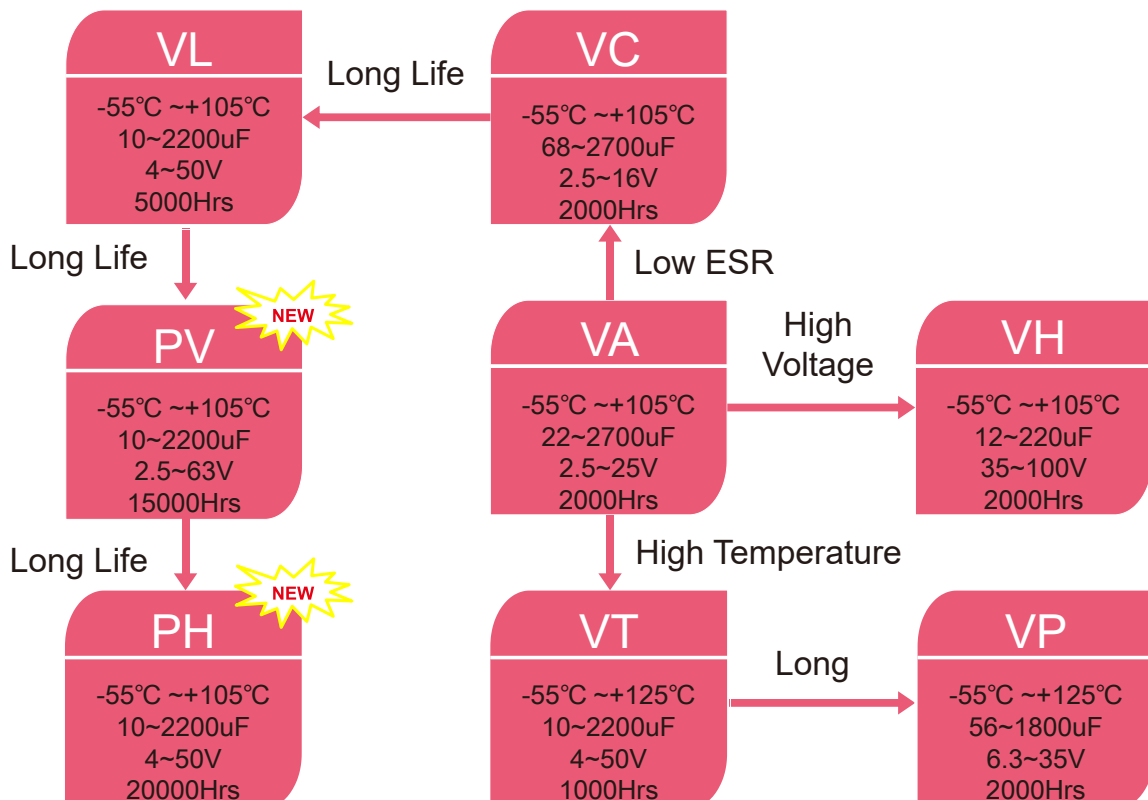 VL
-55℃ ~+105℃
10~2200uF
4~50V
5000Hrs
Long Life
VC
-55℃ ~+105℃
68~2700uF
2.5~16V
2000Hrs
Long Life
Low ESR
PV
NEW
-55℃ ~+105℃
10~2200uF
2.5~63V
15000Hrs
VA
-55℃ ~+105℃
22~2700uF
2.5~25V
2000Hrs
High
Voltage
VH
-55℃ ~+105℃
12~220uF
35~100V
2000Hrs
Long Life
High Temperature
PH
NEW
-55℃ ~+105℃
10~2200uF
4~50V
20000Hrs
VT
-55℃ ~+125℃
10~2200uF
4~50V
1000Hrs
Long
VP
-55℃ ~+125℃
56~1800uF
6.3~35V
2000Hrs